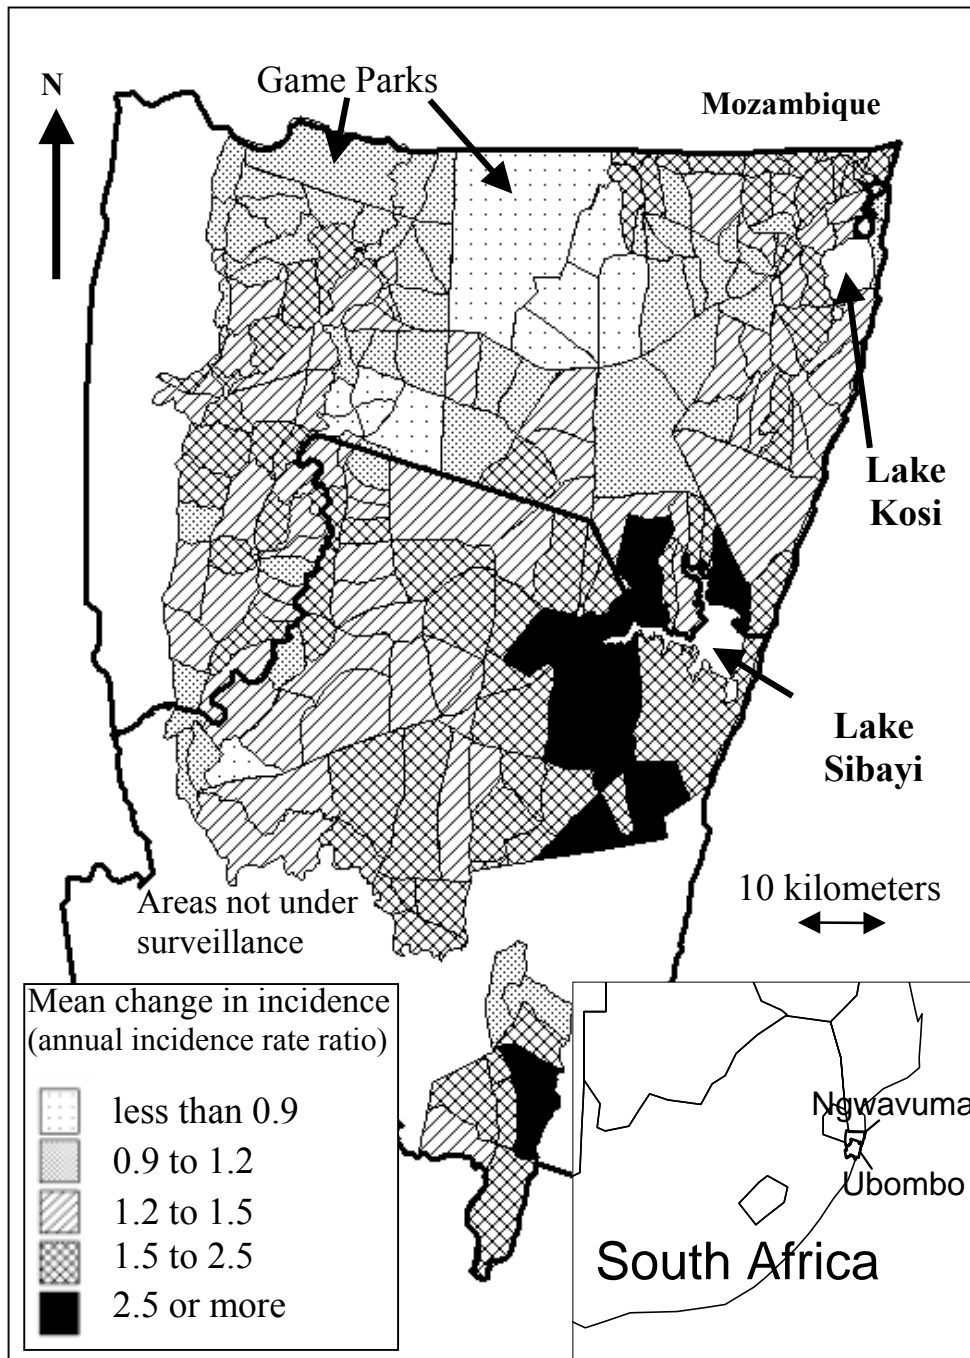 Game Parks
N
Mozambique
Lake
Kosi
Lake
Sibayi
10 kilometers
Areas not under
surveillance
Mean change in incidence
(annual incidence rate ratio)
less than 0.9
0.9 to 1.2
1.2 to 1.5
1.5 to 2.5
2.5 or more
Ngwavuma
Ubombo
South Africa